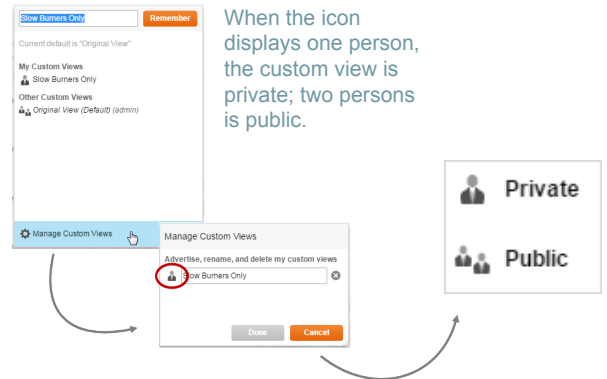 Slow Burners Only
Remember
Current default is "Original View"
My Custom Views
Slow Burners Only
Other Custom Views
Original View (Default) (admin)
Manage Custom Views
When the icon
displays one person,
the custom view is
private; two persons
is public.
Manage Custom Views
Advertise, rename, and delete my custom views
Slow Burners Only
Done
Cancel
Private
Public